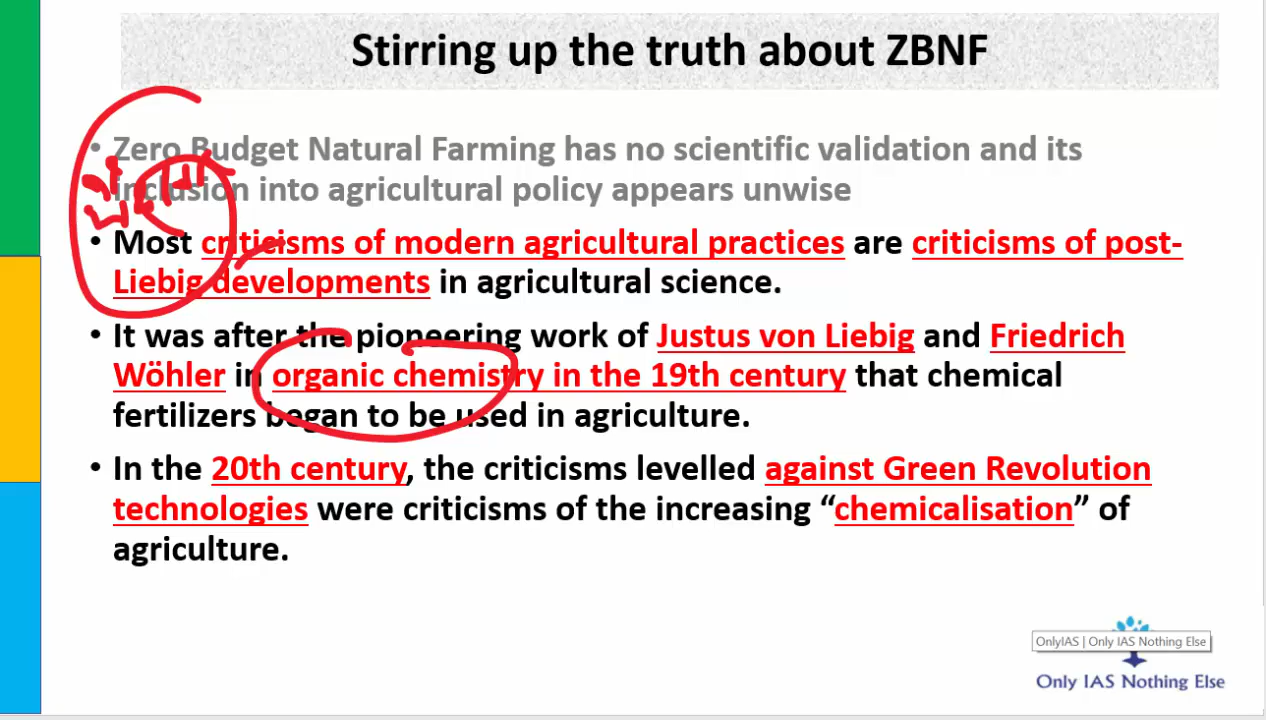 Stirring up the truth about ZBNF
• Zero Budget Natural Farming has no scientific validation and its
inclusion into agricultural policy appears unwise
• Most criticisms of modern agricultural practices are criticisms of post-
Liebig developments in agricultural science.
• It was after the pioneering work of Justus von Liebig and Friedrich
Wöhler in organic chemistry in the 19th century that chemical
fertilizers began to be used in agriculture.
• In the 20th century, the criticisms levelled against Green Revolution
technologies were criticisms of the increasing “chemicalisation” of
agriculture.
OnlyIAS | Only IAS Nothing Else
Only IAS Nothing Else